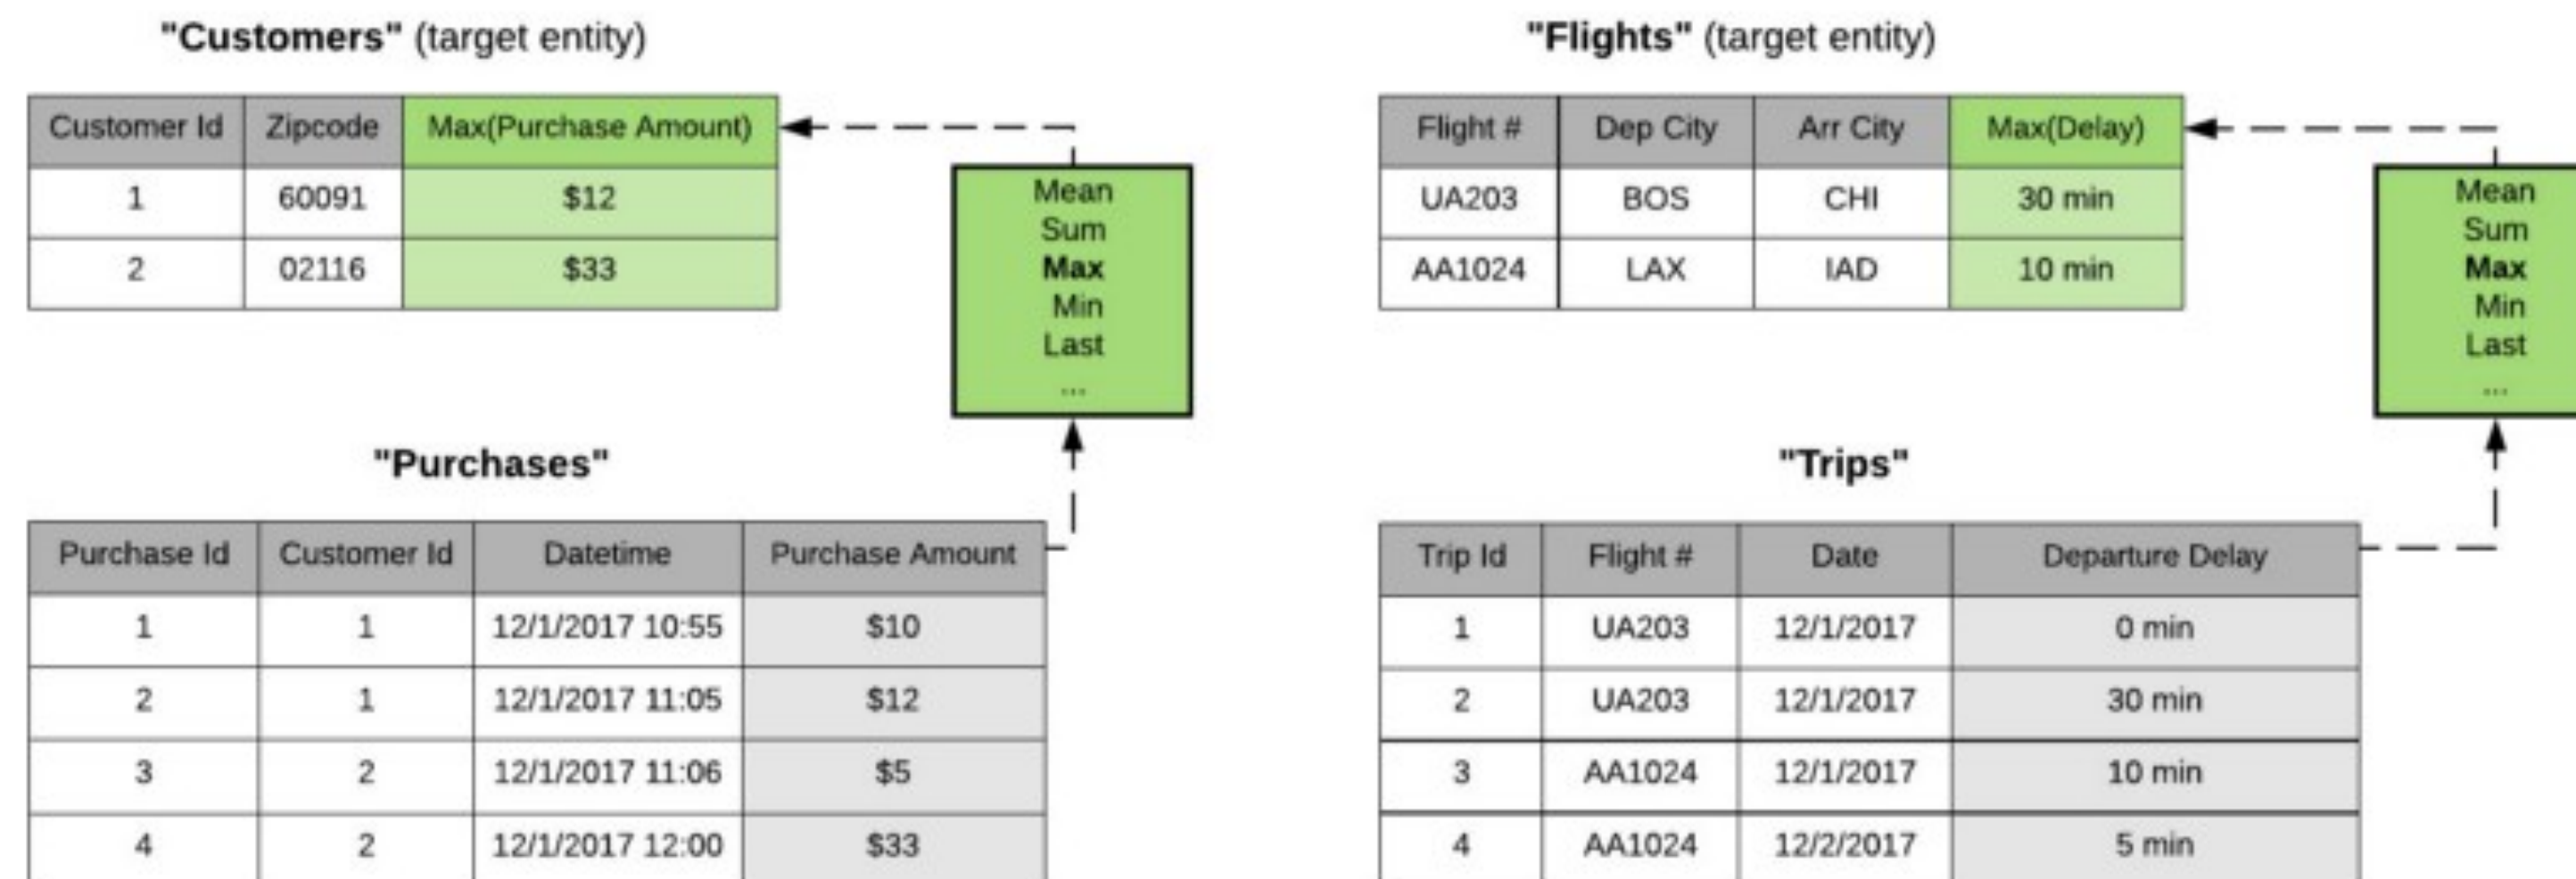 "Customers" (target entity)
Customer Id Zipcode Max(Purchase Amount)
1 60091 $12
2 02116 $33
Mean
Sum
Max
Min
Last
...
"Purchases"
Purchase Id Customer Id Datetime Purchase Amount
1 1 12/1/2017 10:55 $10
2 1 12/1/2017 11:05 $12
3 2 12/1/2017 11:06 $5
4 2 12/1/2017 12:00 $33
"Flights" (target entity)
Flight # Dep City Arr City Max(Delay)
UA203 BOS CHI 30 min
AA1024 LAX IAD 10 min
Mean
Sum
Max
Min
Last
...
"Trips"
Trip Id Flight # Date Departure Delay
1 UA203 12/1/2017 0 min
2 UA203 12/1/2017 30 min
3 AA1024 12/1/2017 10 min
4 AA1024 12/2/2017 5 min